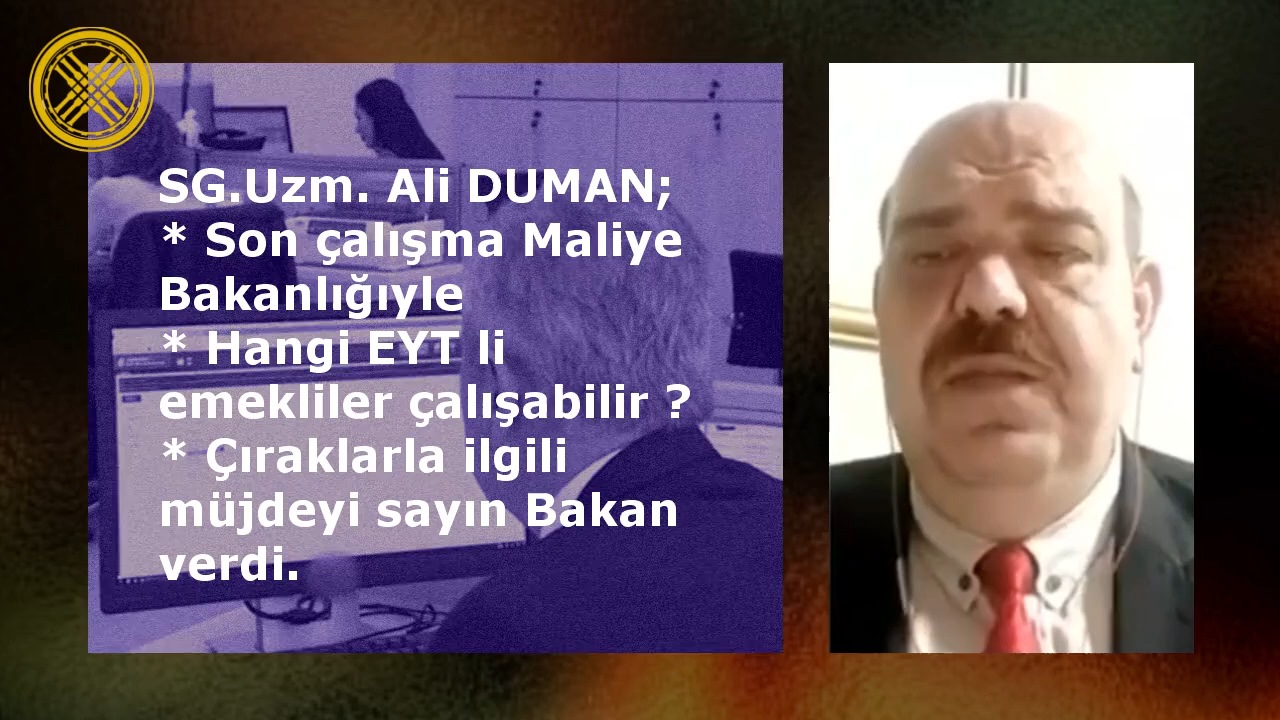 SG.Uzm. Ali DUMAN;
* Son çalışma Maliye
Bakanlığıyle
* Hangi EYT li
emekliler çalışabilir ?
* Çıraklarla ilgili
müjdeyi sayın Bakan
verdi.